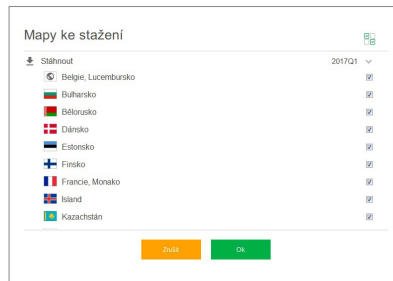 Mapy ke stažení
Stáhnout 2017Q1
Belgie, Lucembursko
Bulharsko
Bělorusko
Dánsko
Estonsko
Finsko
Francie, Monako
Island
Kazachstán
Zrušit Ok